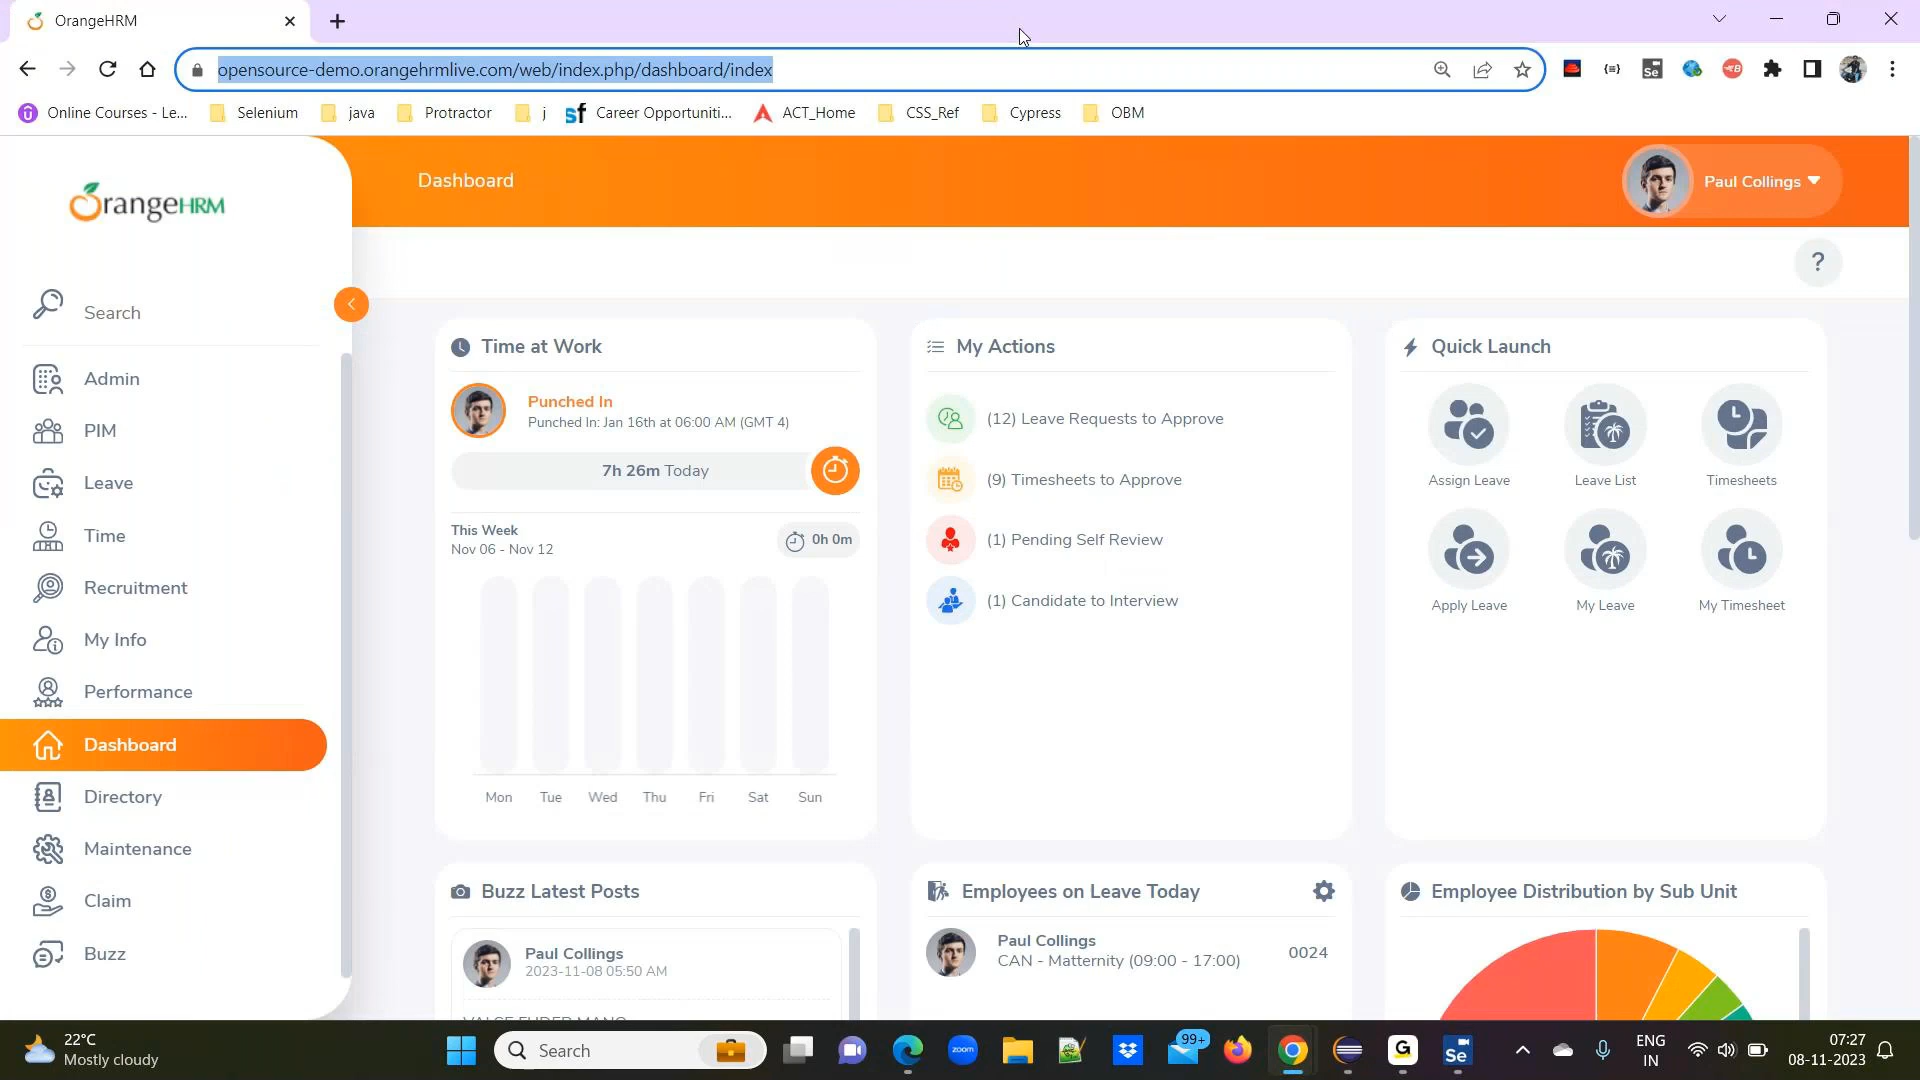 OrangeHRM
opensource-demo.orangehrmlive.com/web/index.php/dashboard/index
Online Courses - Le...
Selenium
java
Protractor
j
Career Opportuniti...
ACT_Home
CSS_Ref
Cypress
OBM
OrangeHRM
Dashboard
Paul Collings
?
Search
Admin
PIM
Leave
Time
Recruitment
My Info
Performance
Dashboard
Directory
Maintenance
Claim
Buzz
Time at Work
Punched In
Punched In: Jan 16th at 06:00 AM (GMT 4)
7h 26m Today
This Week
Nov 06 - Nov 12
0h 0m
Mon Tue Wed Thu Fri Sat Sun
My Actions
(12) Leave Requests to Approve
(9) Timesheets to Approve
(1) Pending Self Review
(1) Candidate to Interview
Quick Launch
Assign Leave
Leave List
Timesheets
Apply Leave
My Leave
My Timesheet
Buzz Latest Posts
Paul Collings
2023-11-08 05:50 AM
Employees on Leave Today
Paul Collings
CAN - Matternity (09:00 - 17:00)
0024
Employee Distribution by Sub Unit
22°C
Mostly cloudy
Search
zoom
99+
G
Se
ENG
IN
07:27
08-11-2023